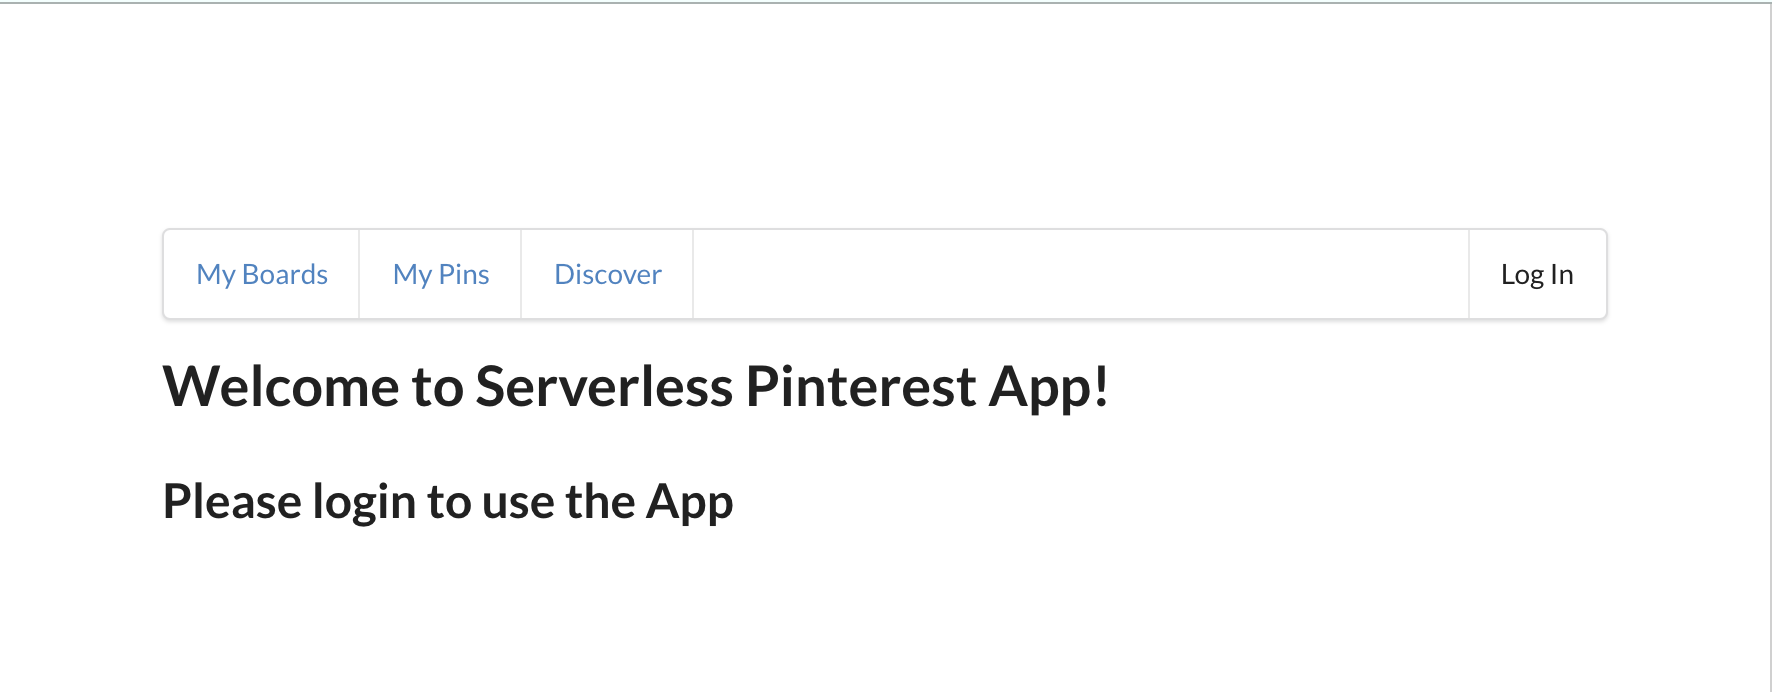 My Boards My Pins Discover Log In
Welcome to Serverless Pinterest App!
Please login to use the App